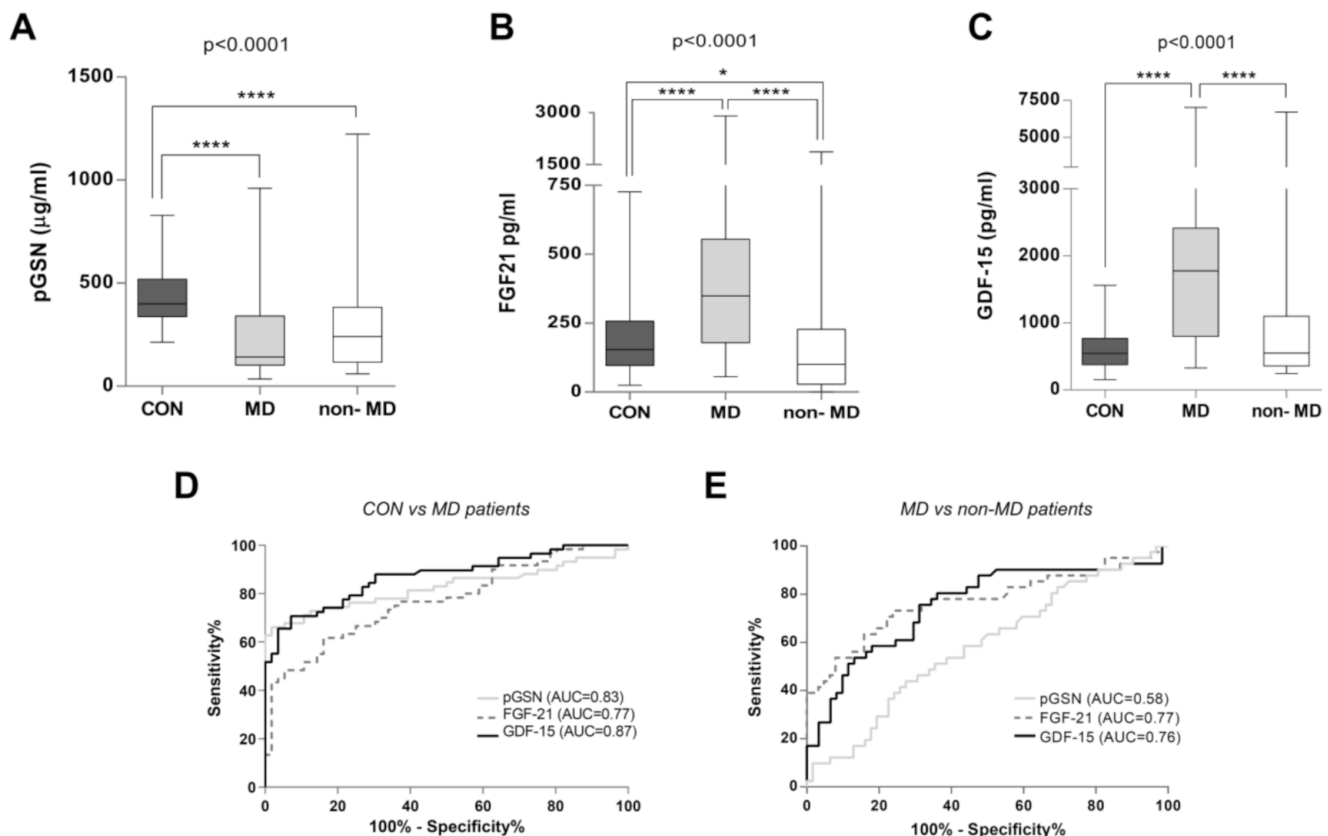 A
p<0.0001
pGSN (µg/ml)
1500
1000
500
0
****
****
CON
MD
non- MD
B
p<0.0001
FGF21 pg/ml
3000
1500
750
500
250
0
*
****
****
CON
MD
non- MD
C
p<0.0001
GDF-15 (pg/ml)
7500
5000
3000
2000
1000
0
****
****
CON
MD
non- MD
D
CON vs MD patients
Sensitivity%
100
80
60
40
20
0
pGSN (AUC=0.83)
FGF-21 (AUC=0.77)
GDF-15 (AUC=0.87)
0
20
40
60
80
100
100% - Specificity%
E
MD vs non-MD patients
Sensitivity%
100
80
60
40
20
0
pGSN (AUC=0.58)
FGF-21 (AUC=0.77)
GDF-15 (AUC=0.76)
0
20
40
60
80
100
100% - Specificity%